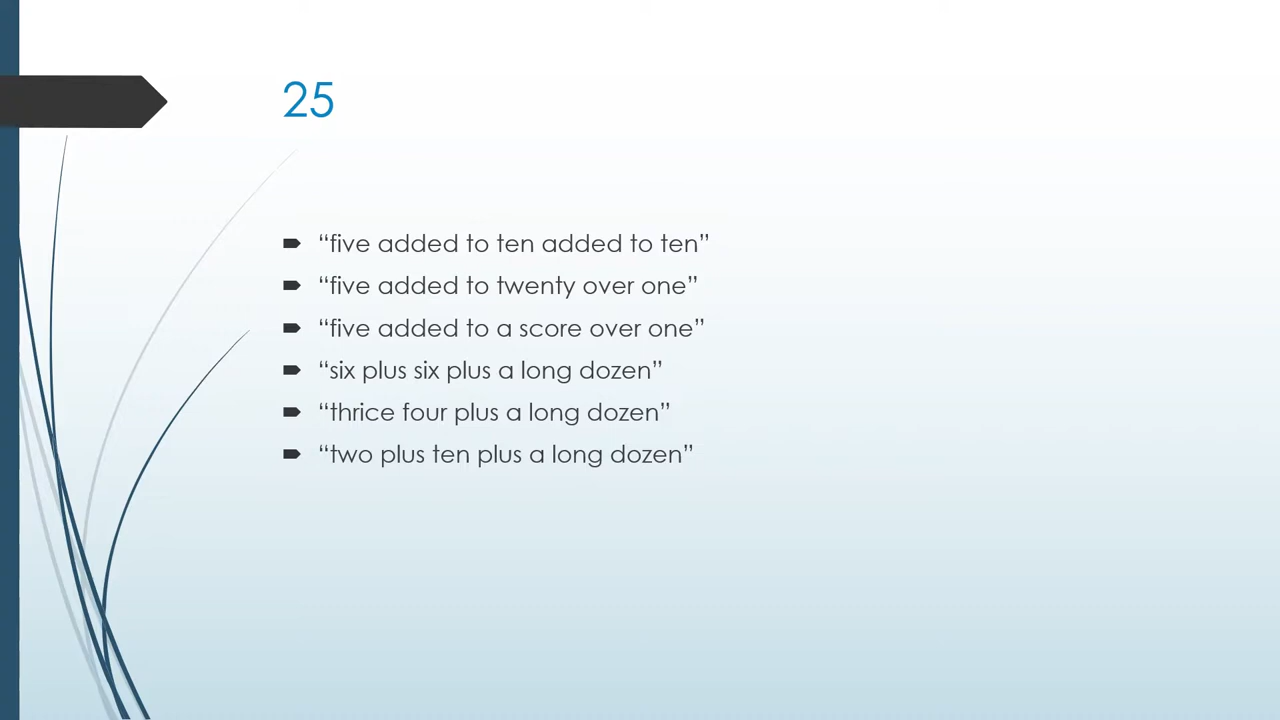 25
“five added to ten added to ten”
“five added to twenty over one”
“five added to a score over one”
“six plus six plus a long dozen”
“thrice four plus a long dozen”
“two plus ten plus a long dozen”